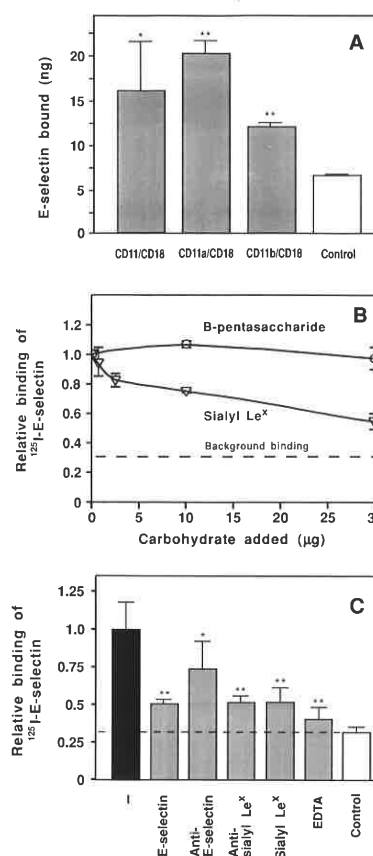 A
E-selectin bound (ng)
25
20
15
10
5
0
* ** **
CD11/CD18 CD11a/CD18 CD11b/CD18 Control
B
Relative binding of
¹²⁵I-E-selectin
1.2
1.0
0.8
0.6
0.4
0
B-pentasaccharide
Sialyl Leˣ
Background binding
0 5 10 15 20 25 30
Carbohydrate added (µg)
C
Relative binding of
¹²⁵I-E-selectin
1.25
1.0
0.75
0.50
0.25
0
** * ** ** **
–
E-selectin
Anti-
E-selectin
Anti-
sialyl Leˣ
Sialyl Leˣ
EDTA
Control